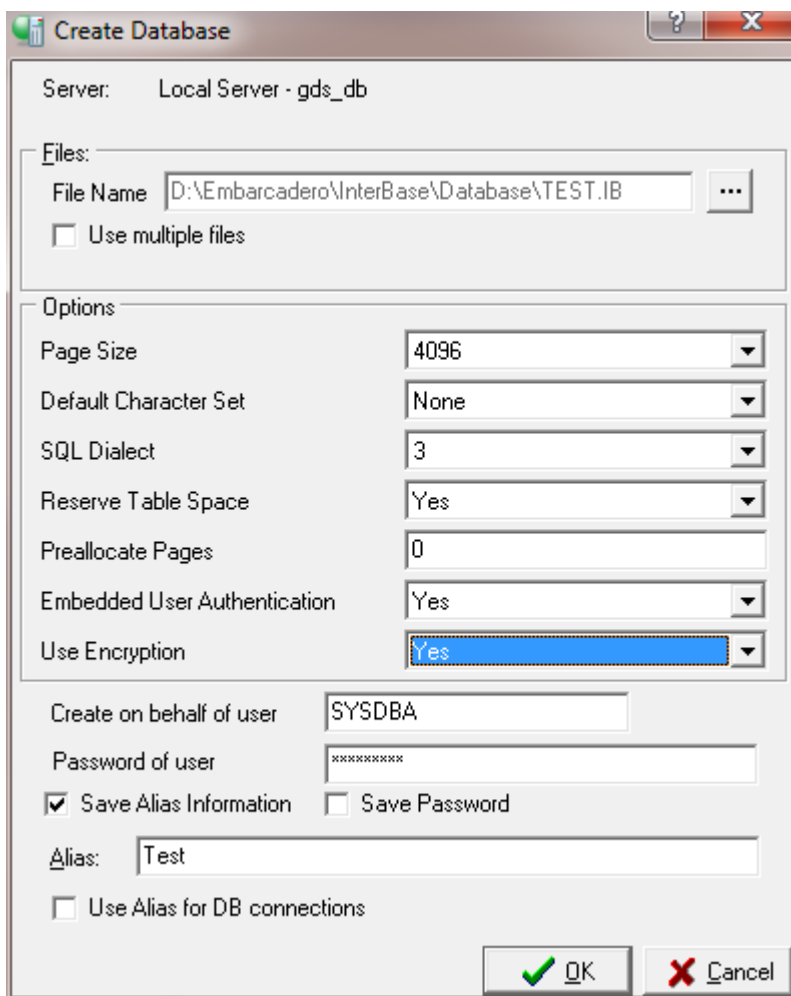 Create Database
?
X
Server: Local Server - gds_db
Files:
File Name D:\Embarcadero\InterBase\Database\TEST.IB ...
Use multiple files
Options
Page Size 4096
Default Character Set None
SQL Dialect 3
Reserve Table Space Yes
Preallocate Pages 0
Embedded User Authentication Yes
Use Encryption Yes
Create on behalf of user SYSDBA
Password of user *********
Save Alias Information Save Password
Alias: Test
Use Alias for DB connections
OK Cancel